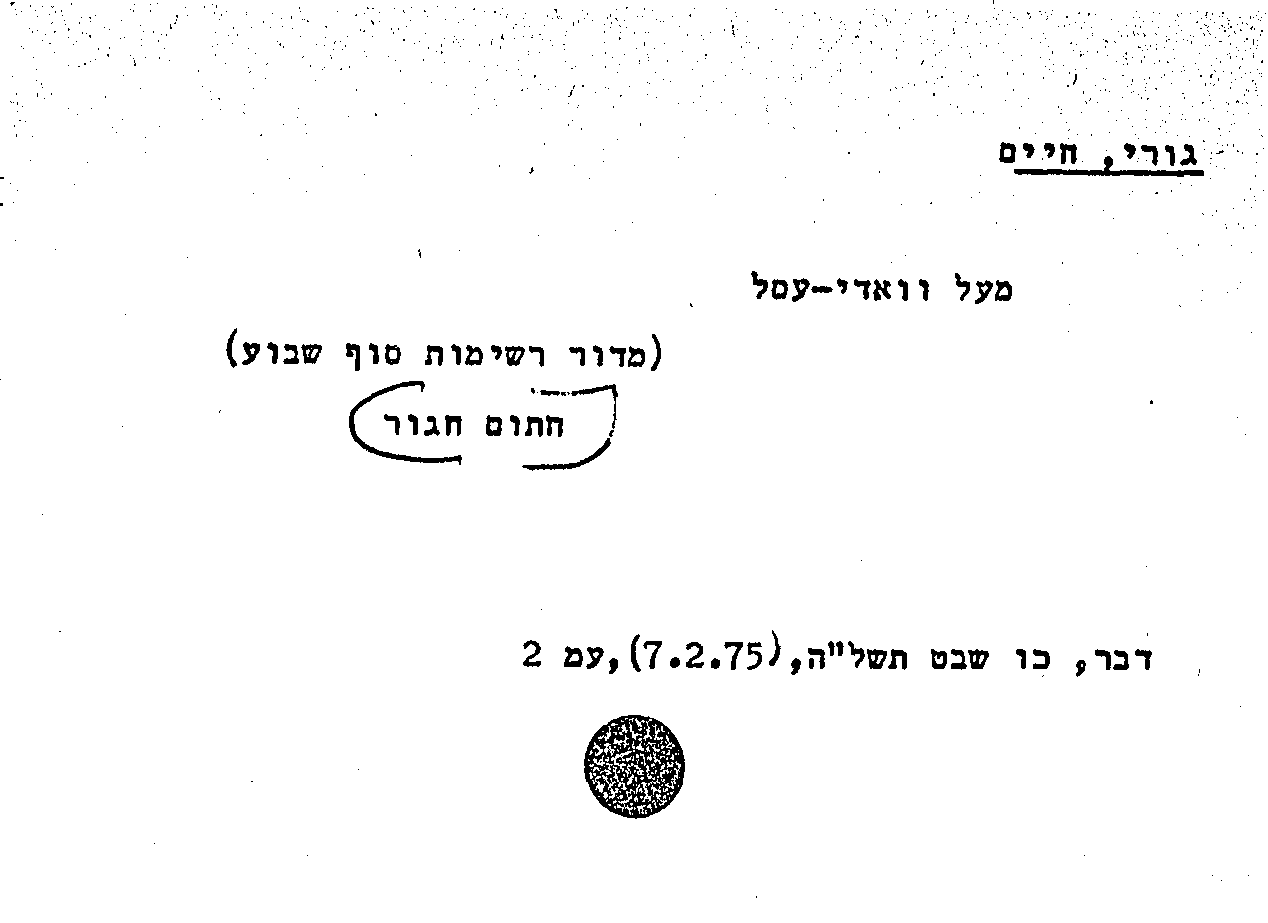 גורי, חיים
מעל וואדי-עסל
(מדור רשימות סוף שבוע)
חתום חגור
דבר, כו שבט תשל"ה,(7.2.75),עמ 2